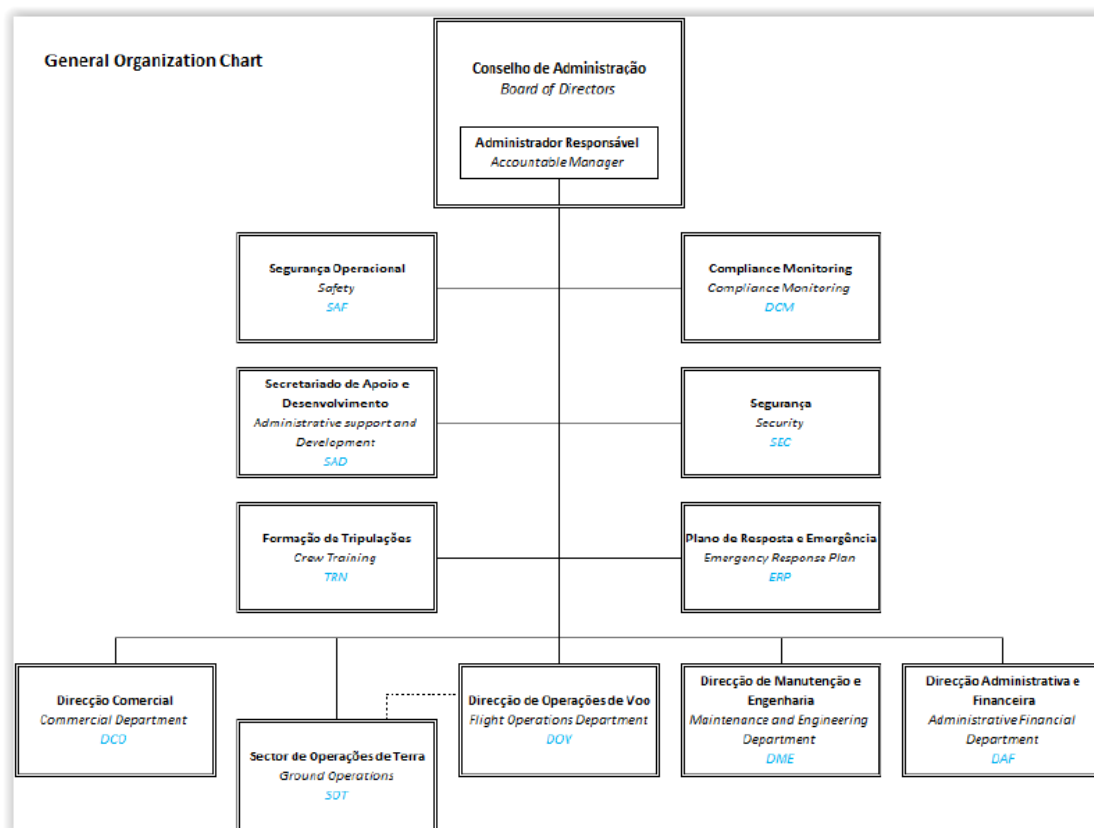 General Organization Chart
Conselho de Administração
Board of Directors
Administrador Responsável
Accountable Manager
Segurança Operacional
Safety
SAF
Compliance Monitoring
Compliance Monitoring
DCM
Secretariado de Apoio e
Desenvolvimento
Administrative support and
Development
SAD
Segurança
Security
SEC
Formação de Tripulações
Crew Training
TRN
Plano de Resposta e Emergência
Emergency Response Plan
ERP
Direcção Comercial
Commercial Department
DCO
Sector de Operações de Terra
Ground Operations
SOT
Direcção de Operações de Voo
Flight Operations Department
DOV
Direcção de Manutenção e
Engenharia
Maintenance and Engineering
Department
DME
Direcção Administrativa e
Financeira
Administrative Financial
Department
DAF